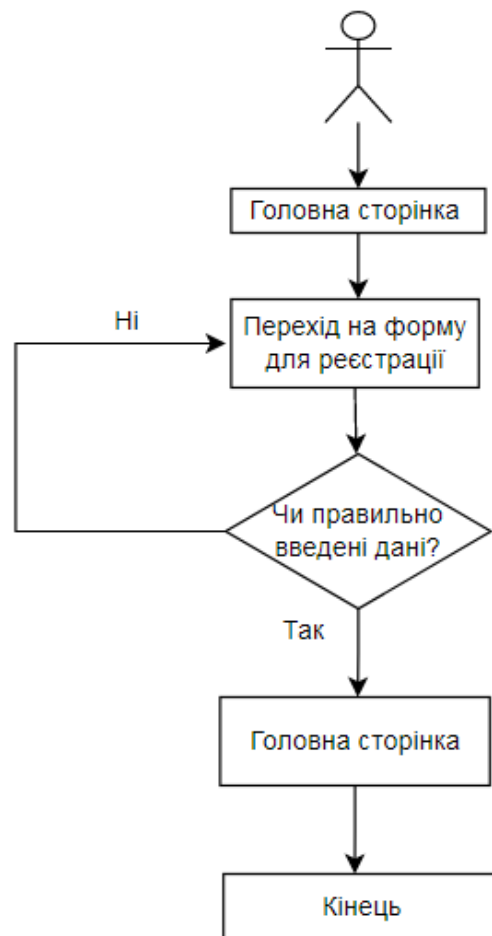 Головна сторінка
Ні
Перехід на форму
для реєстрації
Чи правильно
введені дані?
Так
Головна сторінка
Кінець